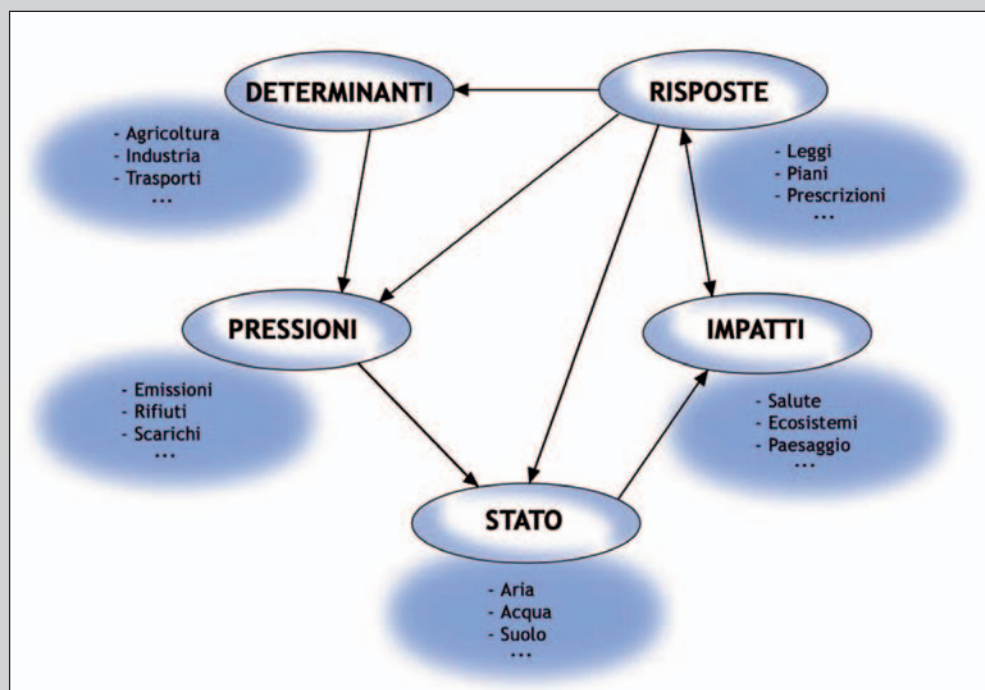 DETERMINANTI
- Agricoltura
- Industria
- Trasporti
...
RISPOSTE
- Leggi
- Piani
- Prescrizioni
...
PRESSIONI
- Emissioni
- Rifiuti
- Scarichi
...
IMPATTI
- Salute
- Ecosistemi
- Paesaggio
...
STATO
- Aria
- Acqua
- Suolo
...